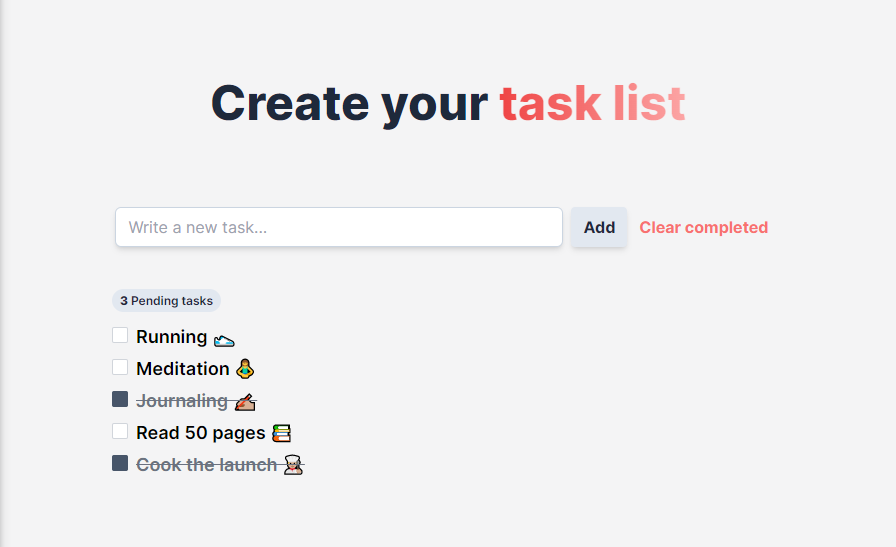 Create your task list
Write a new task...
Add
Clear completed
3 Pending tasks
Running 👟
Meditation 🧘
Journaling ✍
Read 50 pages 📚
Cook the launch 👩‍🍳